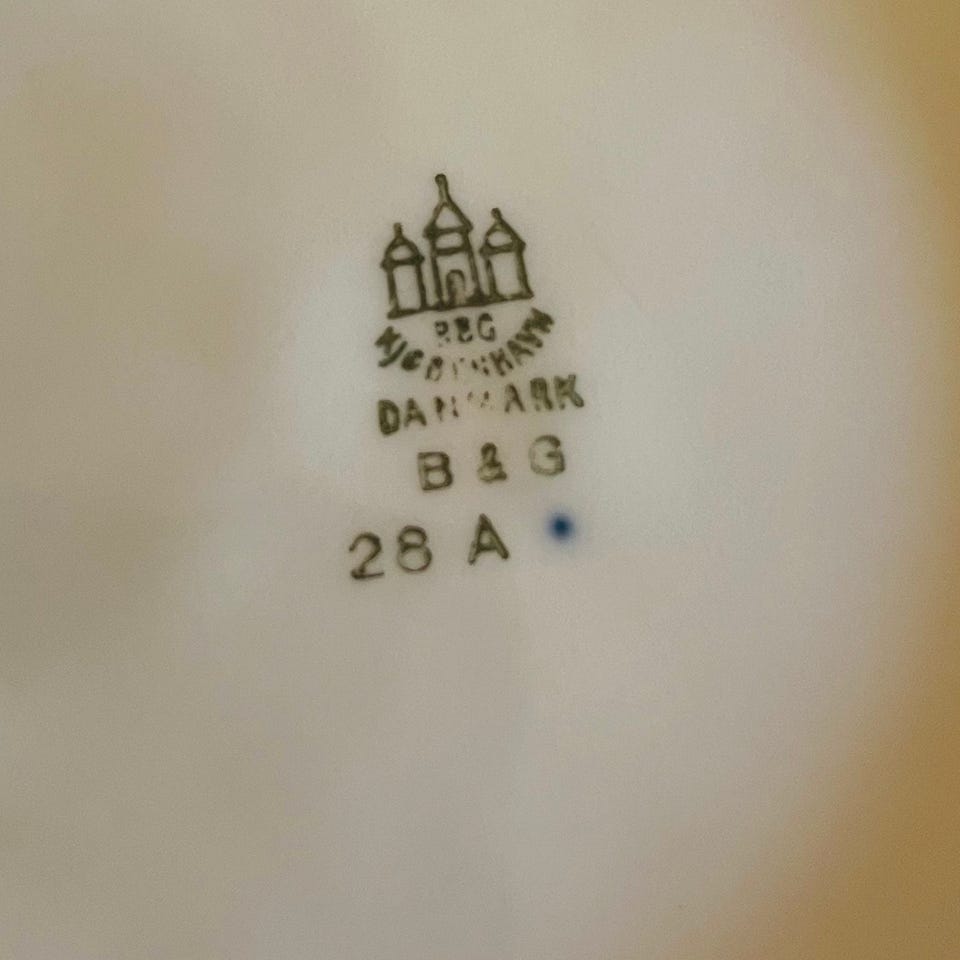 B&G
KJØBENHAVN
DANMARK
B & G
28 A